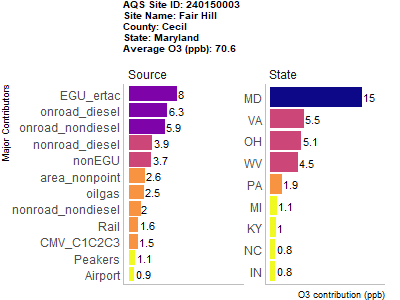 AQS Site ID: 240150003
Site Name: Fair Hill
County: Cecil
State: Maryland
Average O3 (ppb): 70.6
Major Contributors
Source
EGU_ertac 8
onroad_diesel 6.3
onroad_nondiesel 5.9
nonroad_diesel 3.9
nonEGU 3.7
area_nonpoint 2.6
oilgas 2.5
nonroad_nondiesel 2
Rail 1.6
CMV_C1C2C3 1.5
Peakers 1.1
Airport 0.9
State
MD 15
VA 5.5
OH 5.1
WV 4.5
PA 1.9
MI 1.1
KY 1
NC 0.8
IN 0.8
O3 contribution (ppb)